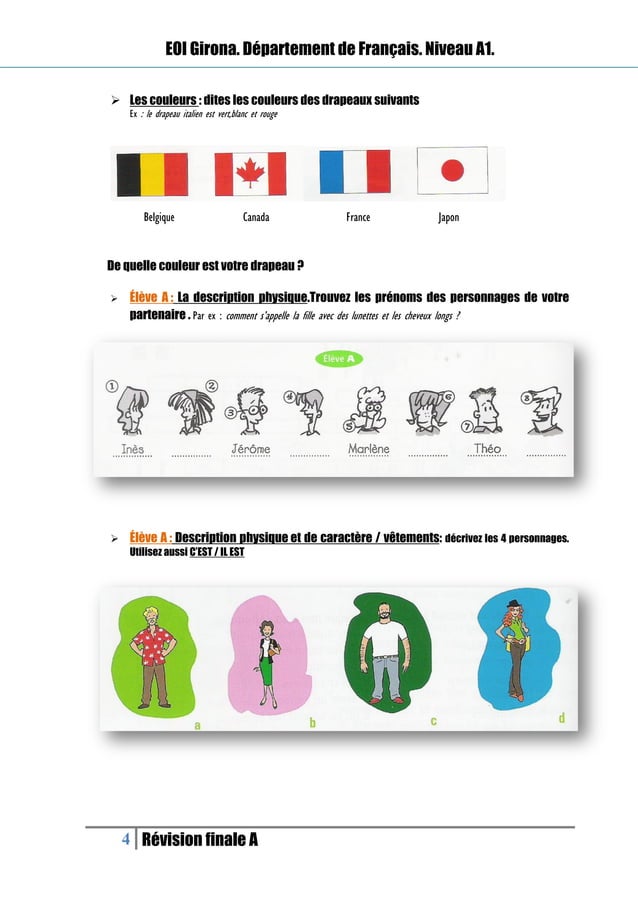 EOI Girona. Département de Français. Niveau A1.
➢ Les couleurs : dites les couleurs des drapeaux suivants
Ex : le drapeau italien est vert,blanc et rouge
Belgique Canada France Japon
De quelle couleur est votre drapeau ?
➢ Élève A : La description physique.Trouvez les prénoms des personnages de votre
partenaire . Par ex : comment s'appelle la fille avec des lunettes et les cheveux longs ?
Élève A
1 2 3 4 5 6 7 8
Inès ............. Jérôme ............. Marlène ............. Théo .............
➢ Élève A : Description physique et de caractère / vêtements: décrivez les 4 personnages.
Utilisez aussi C'EST / IL EST
a b c d
4 Révision finale A